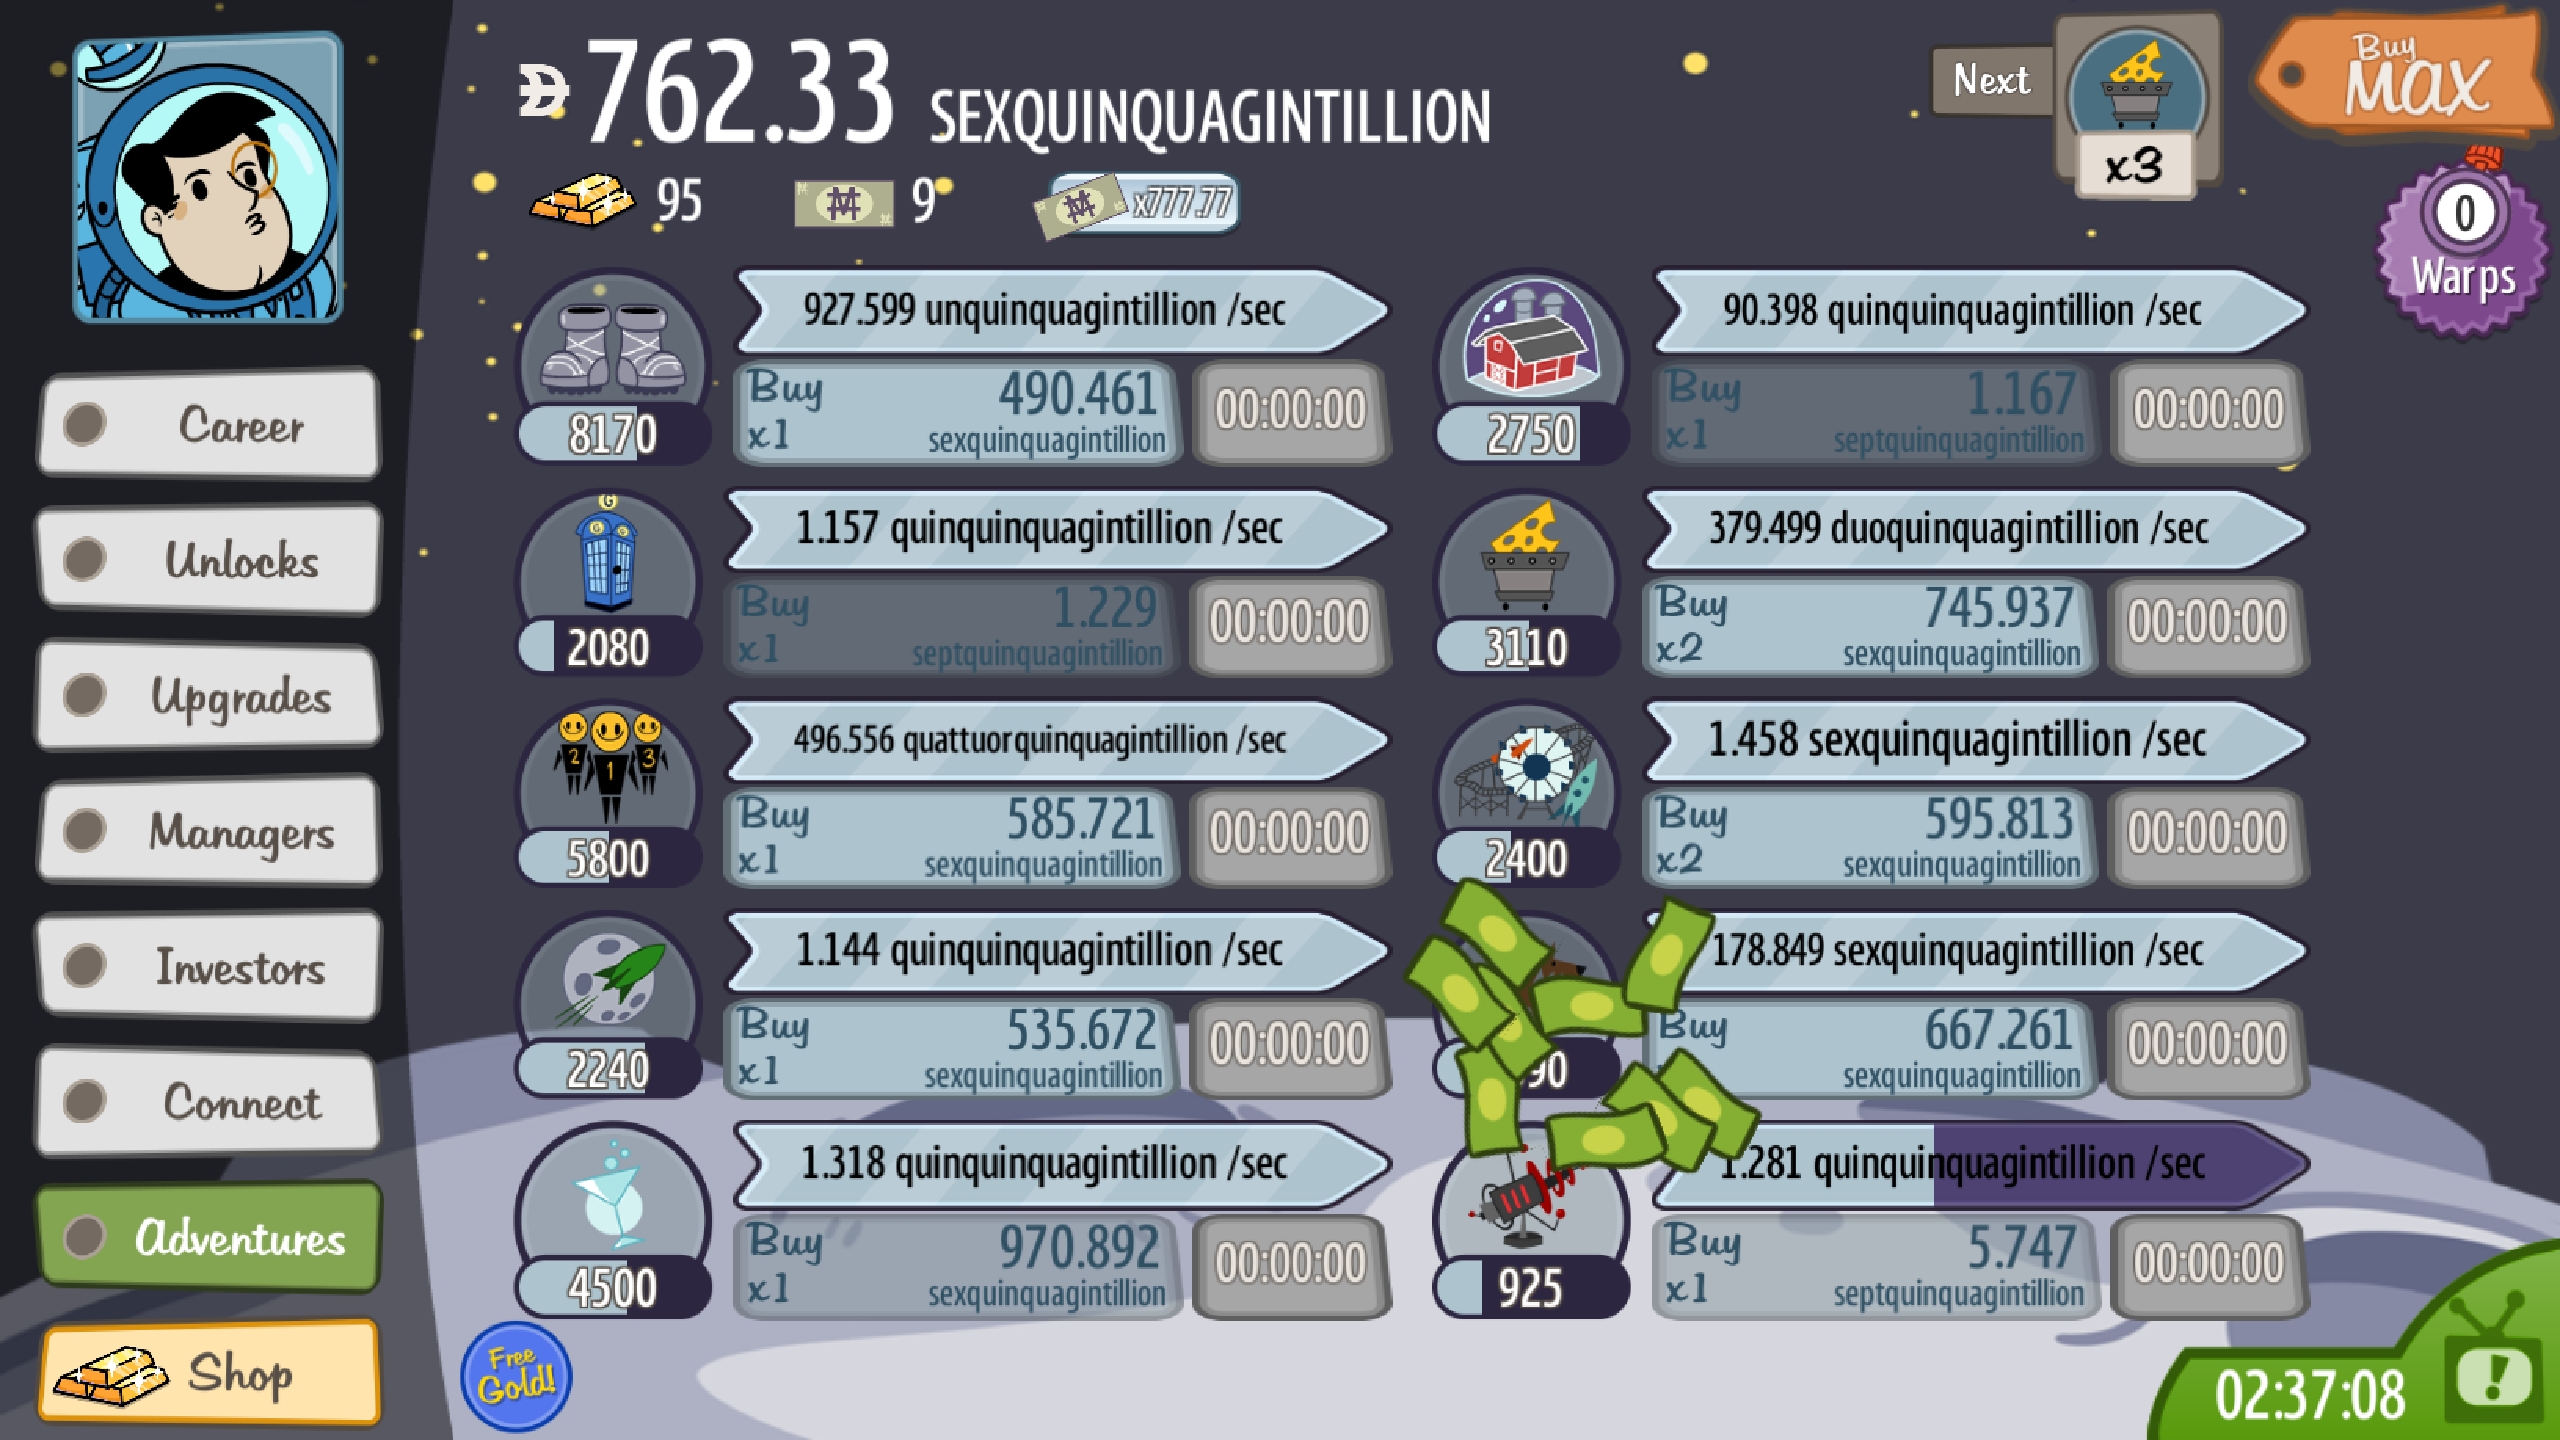 762.33 SEXQUINQUAGINTILLION
95 9 x777.77
Next
x3
Buy
MAX
0
Warps
Career
Unlocks
Upgrades
Managers
Investors
Connect
Adventures
Shop
927.599 unquinquagintillion /sec
8170
Buy
x1
490.461
sexquinquagintillion
00:00:00
90.398 quinquinquagintillion /sec
2750
Buy
x1
1.167
septquinquagintillion
00:00:00
G
1.157 quinquinquagintillion /sec
2080
Buy
x1
1.229
septquinquagintillion
00:00:00
379.499 duoquinquagintillion /sec
3110
Buy
x2
745.937
sexquinquagintillion
00:00:00
2 1 3
496.556 quattuorquinquagintillion /sec
5800
Buy
x1
585.721
sexquinquagintillion
00:00:00
1.458 sexquinquagintillion /sec
2400
Buy
x2
595.813
sexquinquagintillion
00:00:00
1.144 quinquinquagintillion /sec
2240
Buy
x1
535.672
sexquinquagintillion
00:00:00
178.849 sexquinquagintillion /sec
Buy
667.261
sexquinquagintillion
00:00:00
1.318 quinquinquagintillion /sec
4500
Buy
x1
970.892
sexquinquagintillion
00:00:00
1.281 quinquinquagintillion /sec
925
Buy
x1
5.747
septquinquagintillion
00:00:00
Free
Gold!
02:37:08